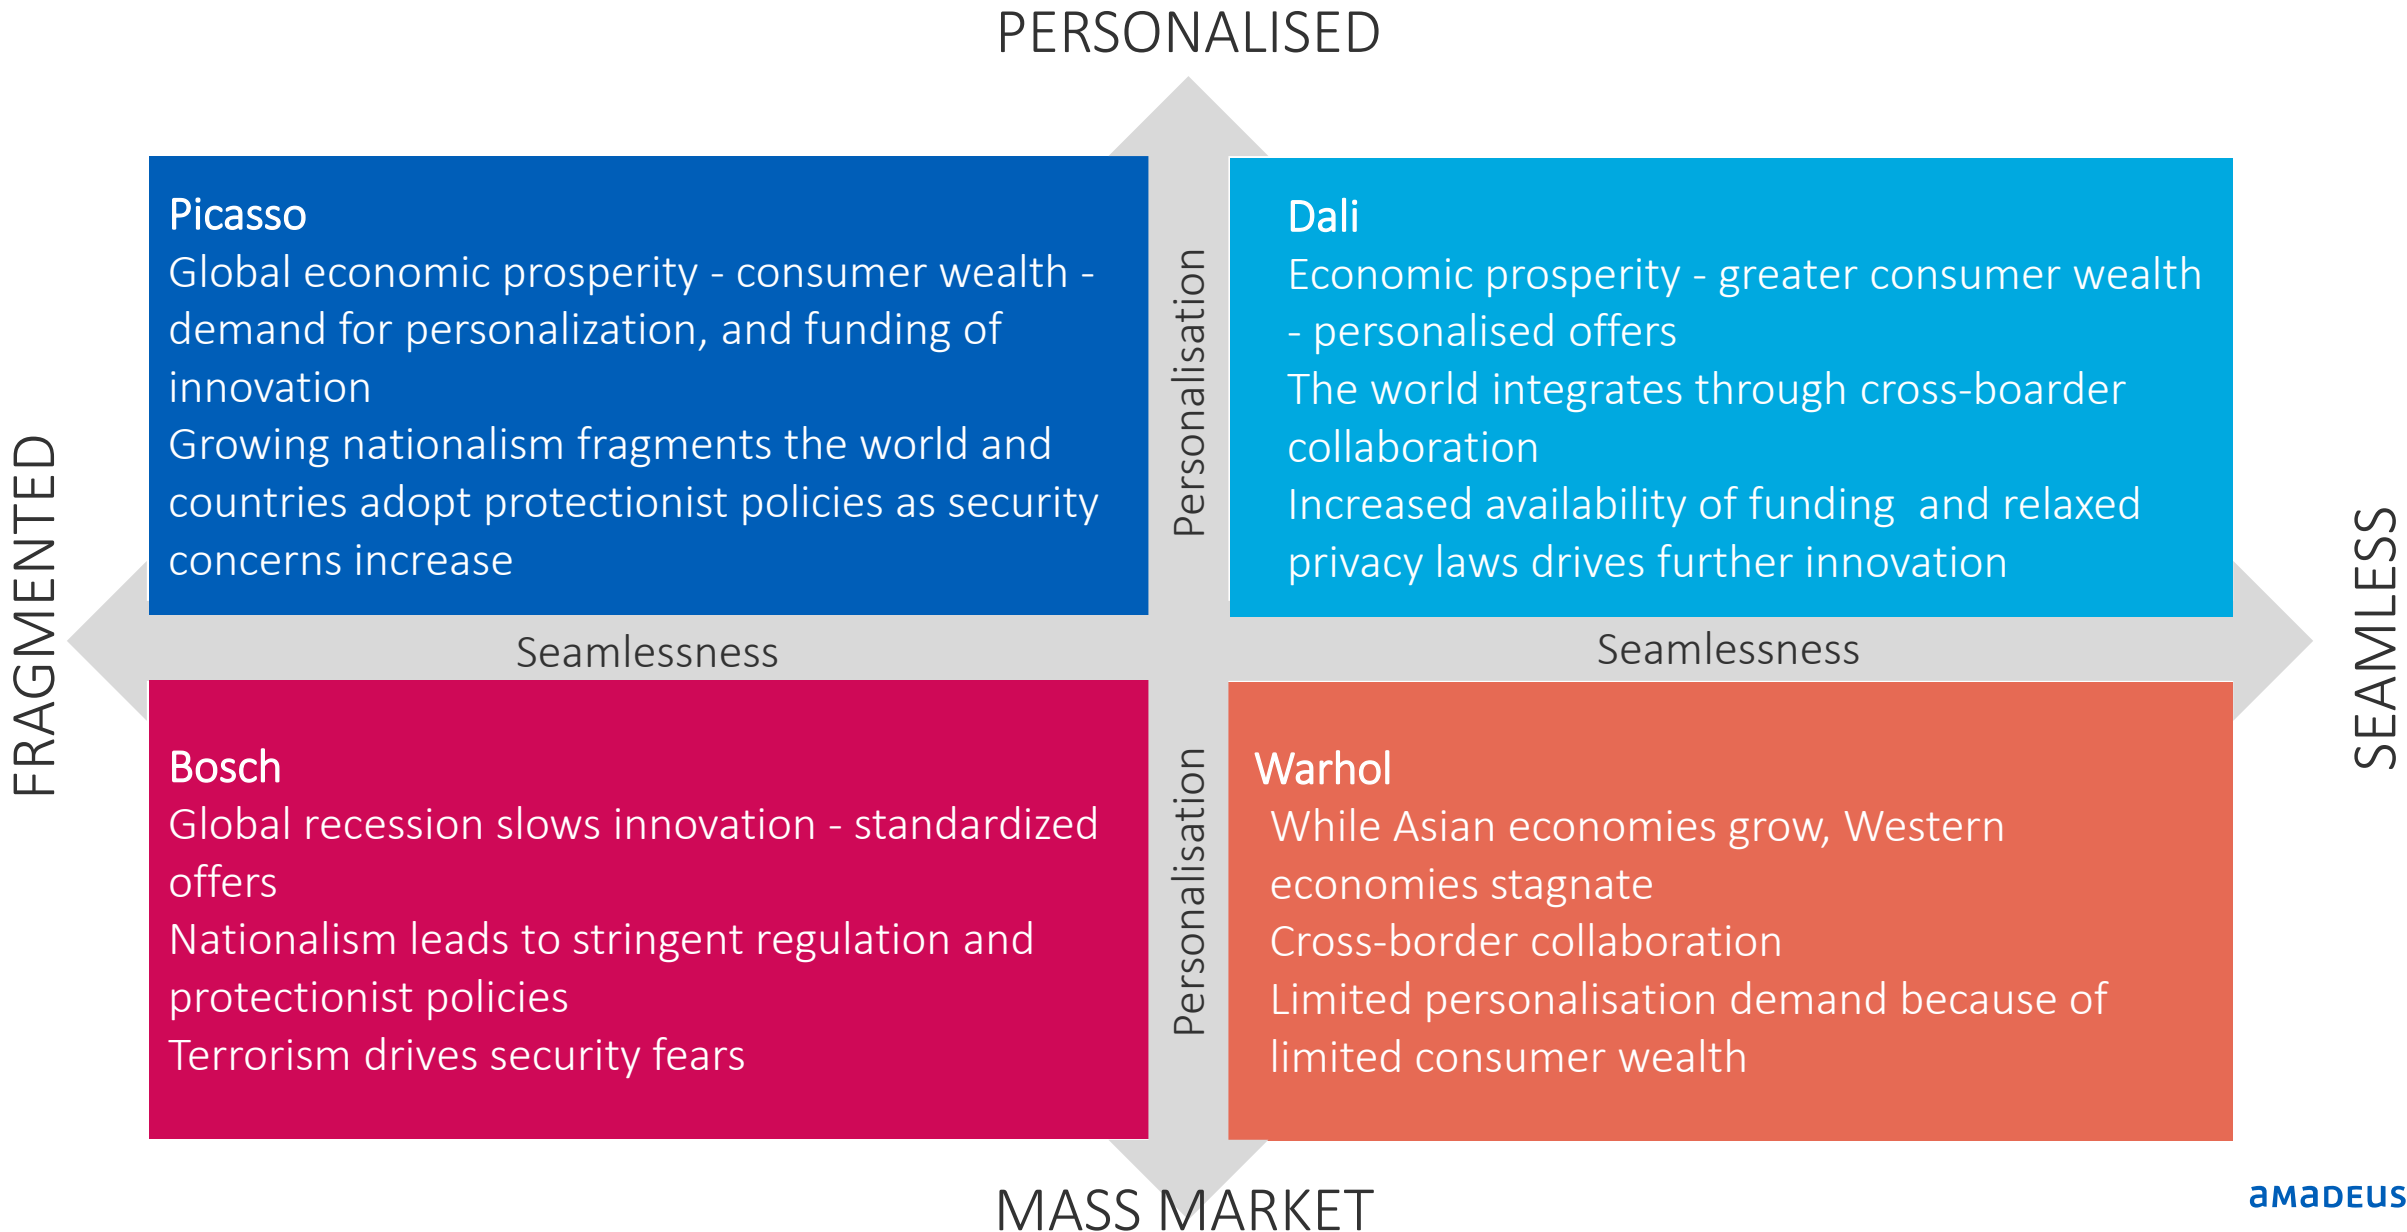 PERSONALISED
Picasso
Global economic prosperity - consumer wealth -
demand for personalization, and funding of
innovation
Growing nationalism fragments the world and
countries adopt protectionist policies as security
concerns increase
Personalisation
Dali
Economic prosperity - greater consumer wealth
- personalised offers
The world integrates through cross-boarder
collaboration
Increased availability of funding  and relaxed
privacy laws drives further innovation
FRAGMENTED
Seamlessness
Seamlessness
SEAMLESS
Bosch
Global recession slows innovation - standardized
offers
Nationalism leads to stringent regulation and
protectionist policies
Terrorism drives security fears
Personalisation
Warhol
While Asian economies grow, Western
economies stagnate
Cross-border collaboration
Limited personalisation demand because of
limited consumer wealth
MASS MARKET
aMaDEUS